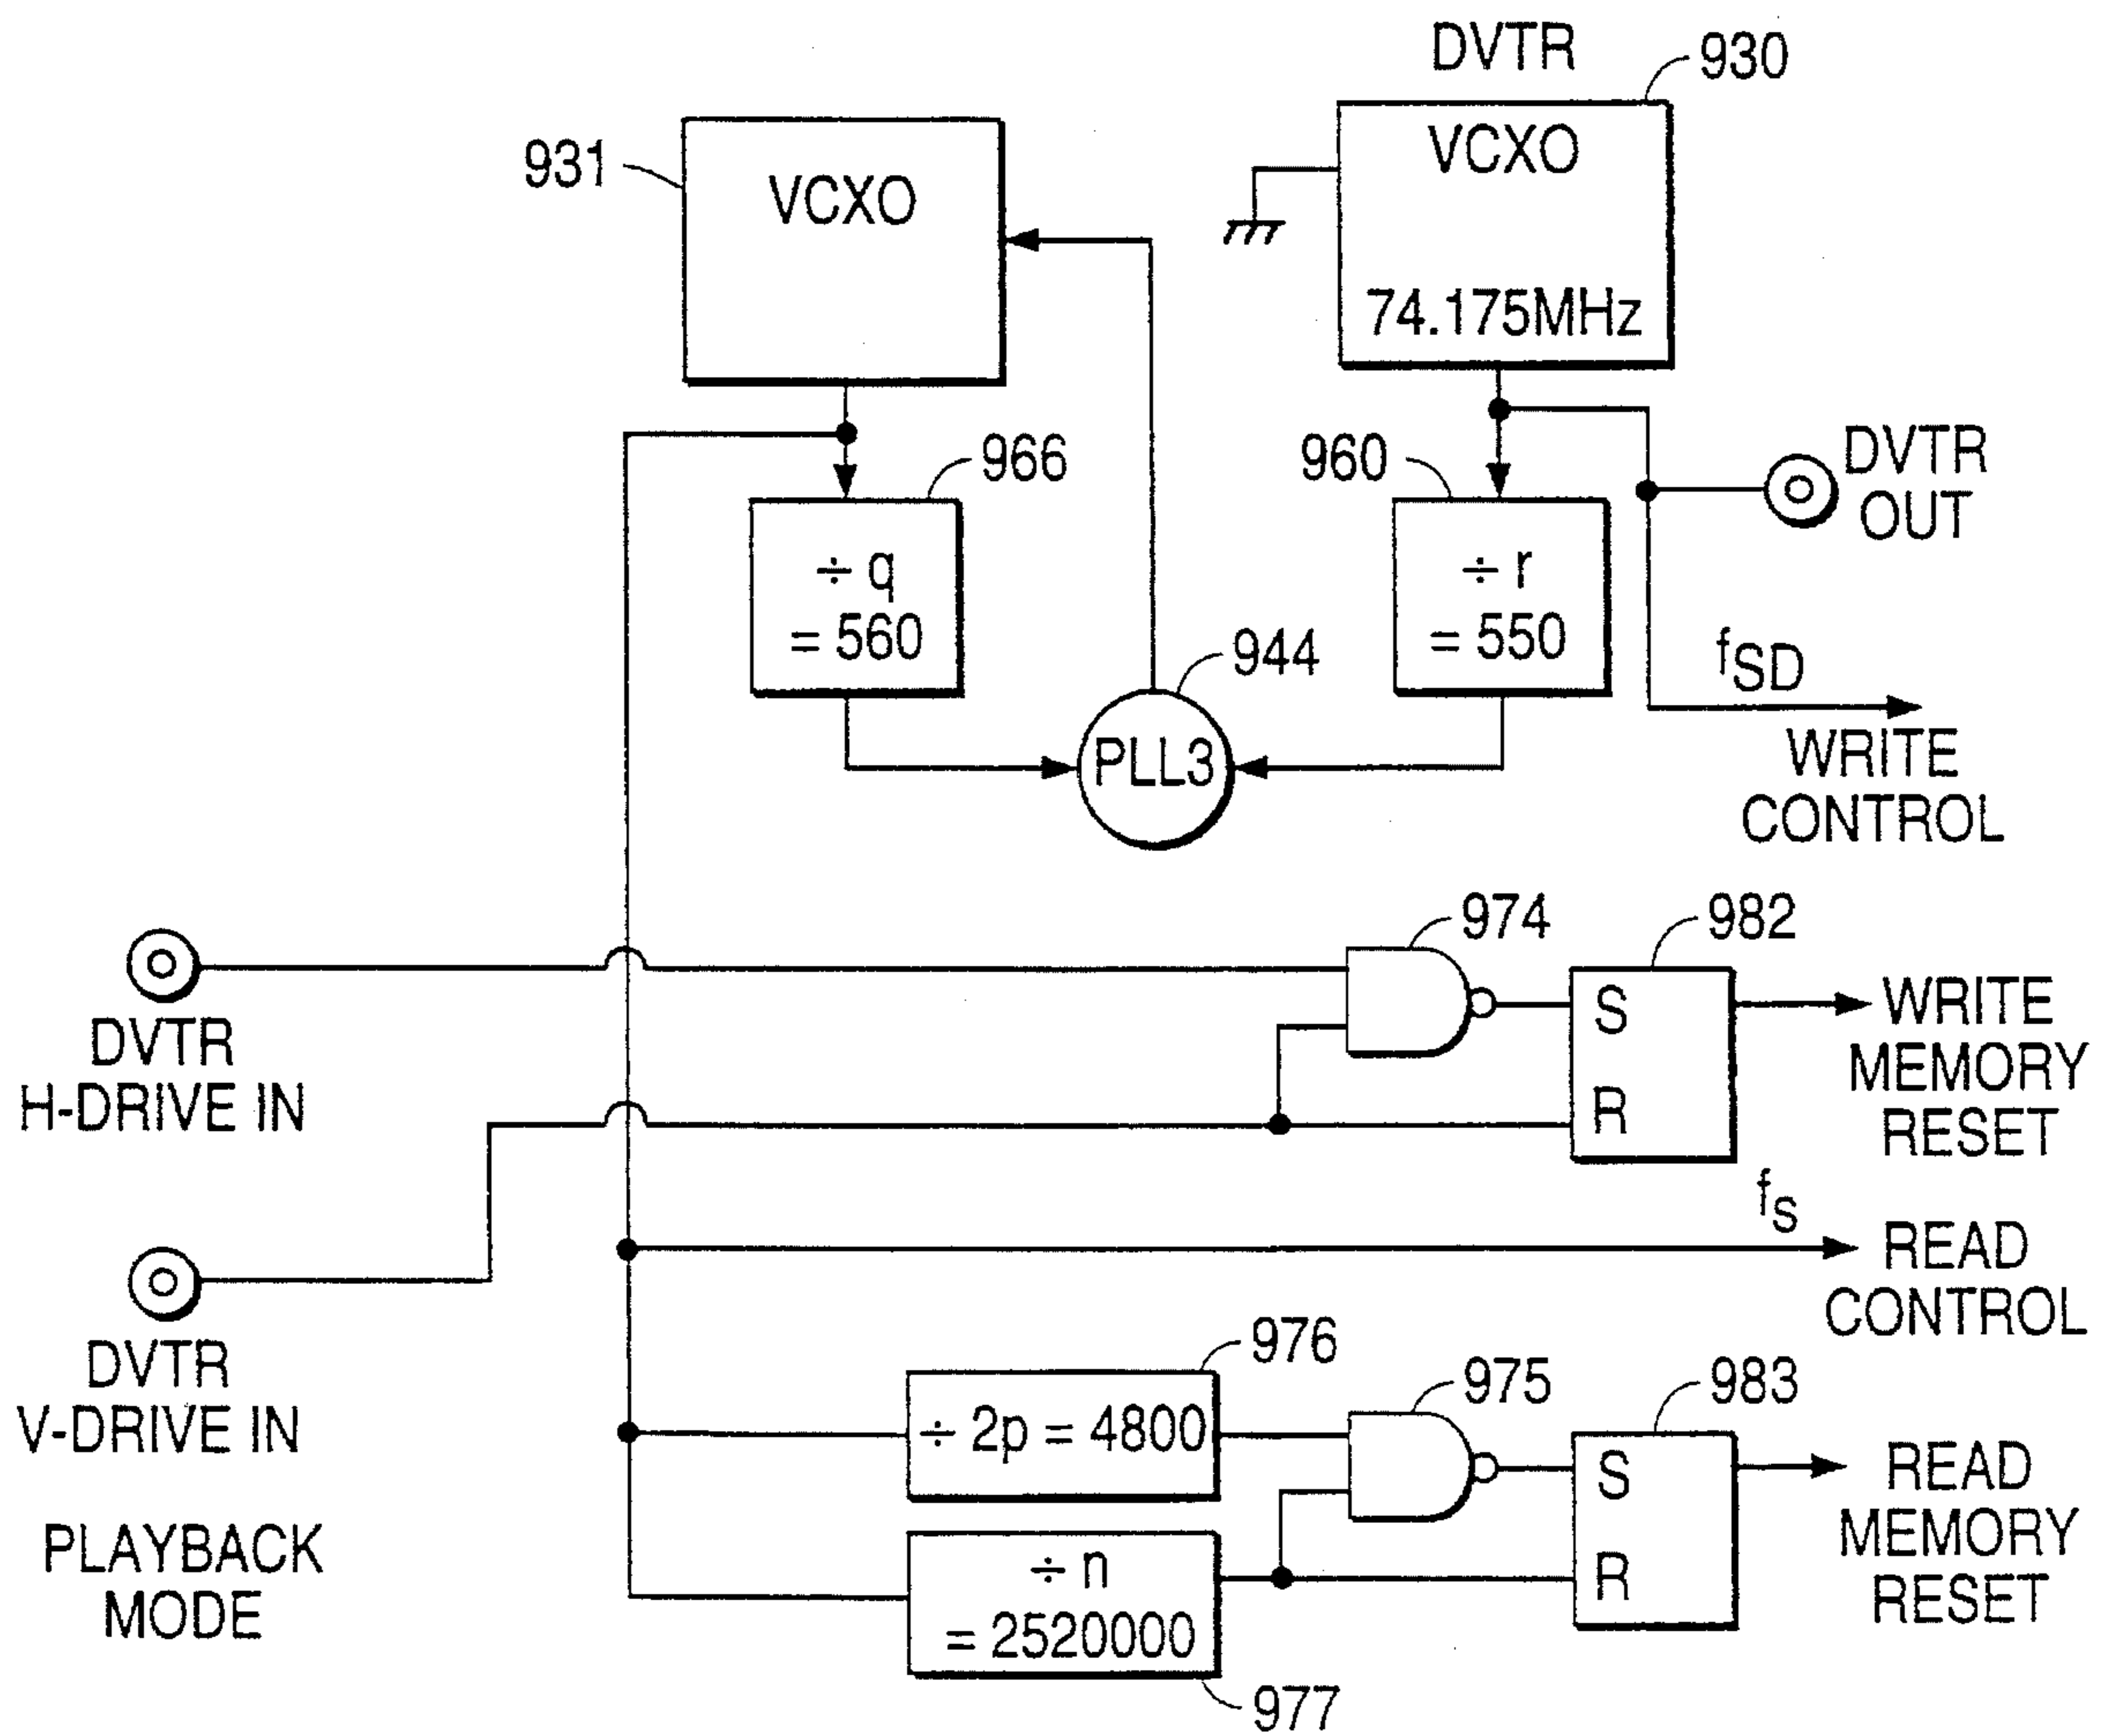 DVTR
930
931
VCXO
VCXO
74.175MHz
966
960
DVTR
OUT
÷ q
= 560
÷ r
= 550
944
fSD
PLL3
WRITE
CONTROL
974
982
S
R
WRITE
MEMORY
RESET
DVTR
H-DRIVE IN
fS
READ
CONTROL
DVTR
V-DRIVE IN
976
÷ 2p = 4800
975
983
S
R
READ
MEMORY
RESET
PLAYBACK
MODE
÷ n
= 2520000
977